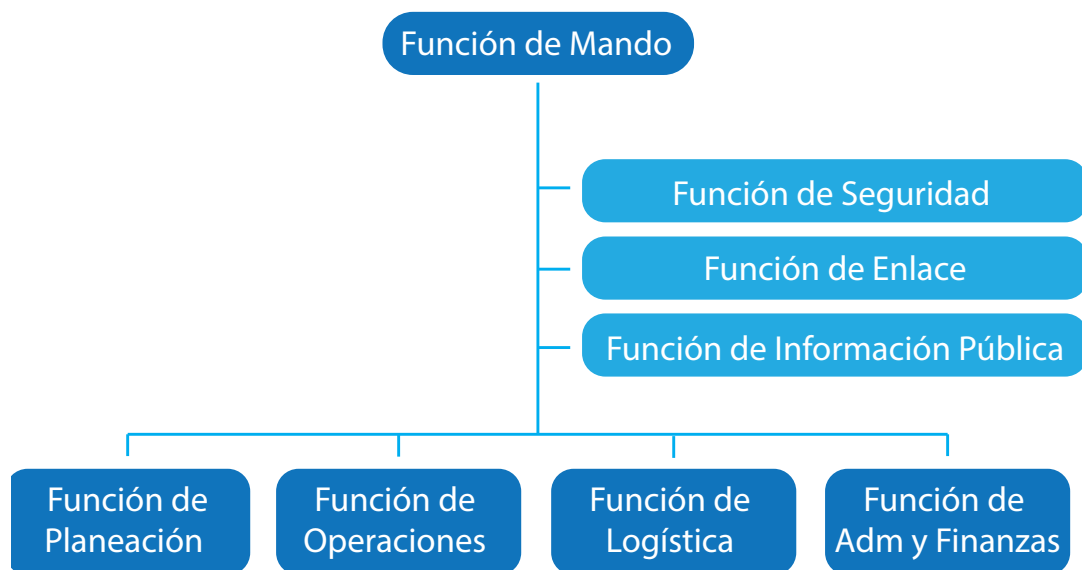 Función de Mando
Función de Seguridad
Función de Enlace
Función de Información Pública
Función de
Planeación
Función de
Operaciones
Función de
Logística
Función de
Adm y Finanzas